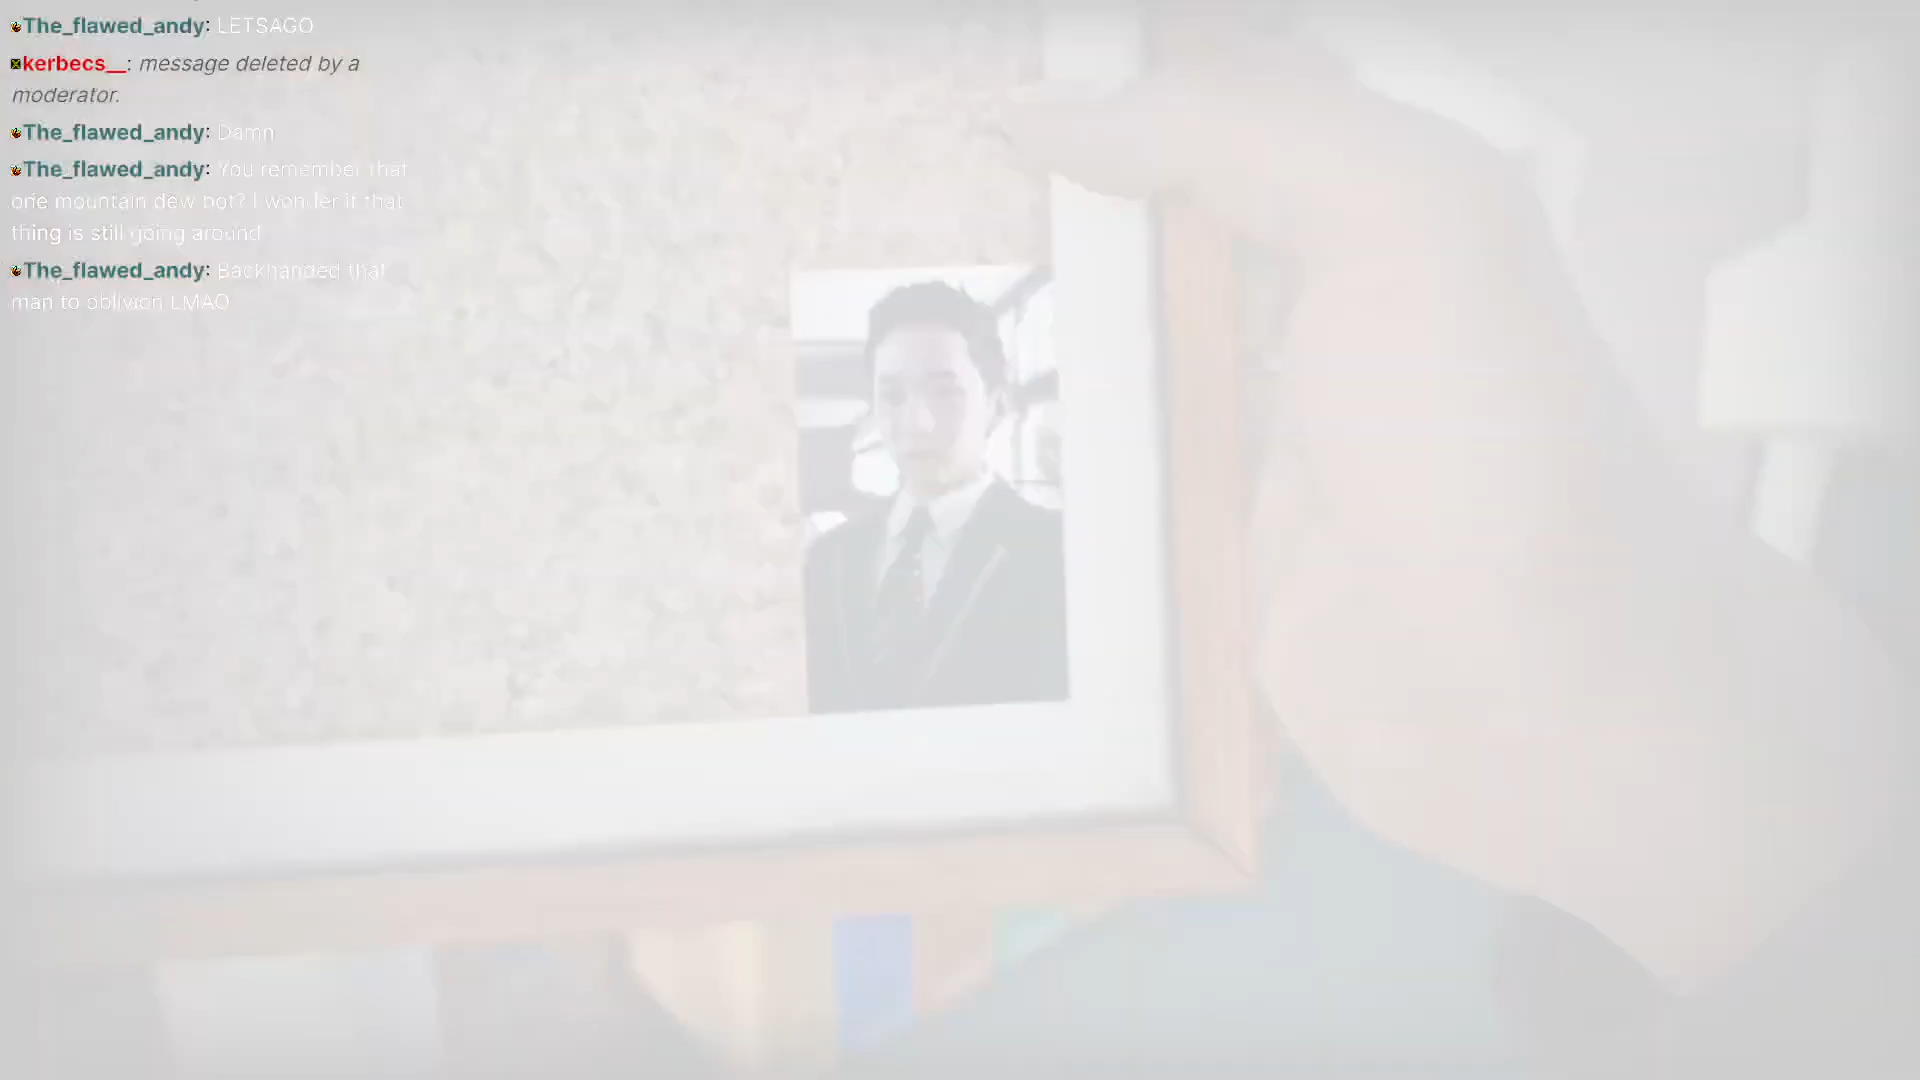 The_flawed_andy: LETSAGO
kerbecs__: message deleted by a
moderator.
The_flawed_andy: Damn
The_flawed_andy: You remember that
one mountain dew bot? I wonder if that
thing is still going around
The_flawed_andy: Backhanded that
man to oblivion LMAO